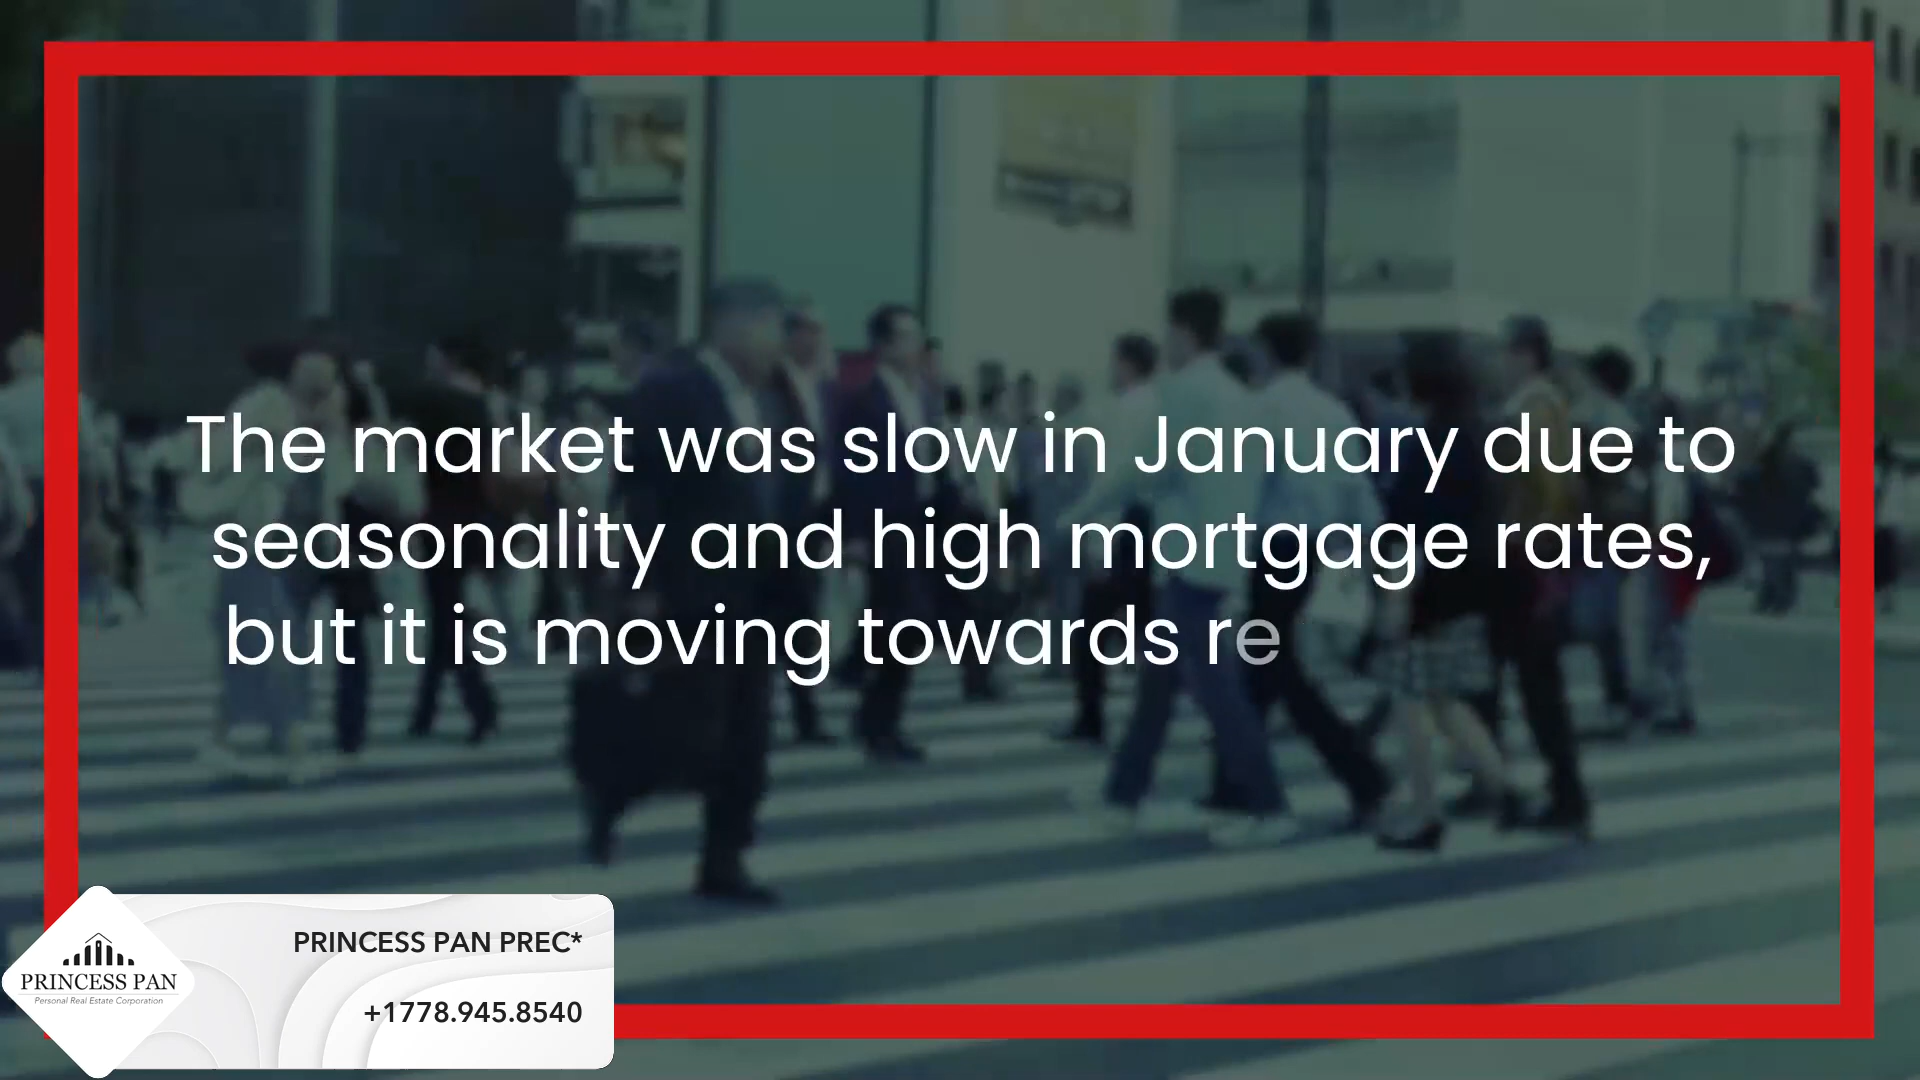 The market was slow in January due to
seasonality and high mortgage rates,
but it is moving towards re
PRINCESS PAN PREC*
+1778.945.8540
PRINCESS PAN
Personal Real Estate Corporation